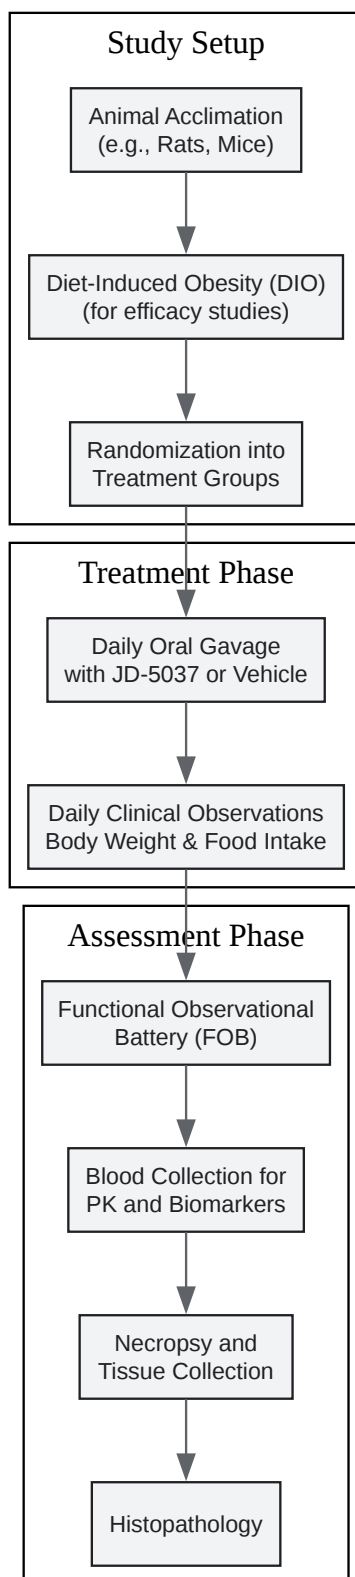 Study Setup
Animal Acclimation
(e.g., Rats, Mice)
Diet-Induced Obesity (DIO)
(for efficacy studies)
Randomization into
Treatment Groups
Treatment Phase
Daily Oral Gavage
with JD-5037 or Vehicle
Daily Clinical Observations
Body Weight & Food Intake
Assessment Phase
Functional Observational
Battery (FOB)
Blood Collection for
PK and Biomarkers
Necropsy and
Tissue Collection
Histopathology